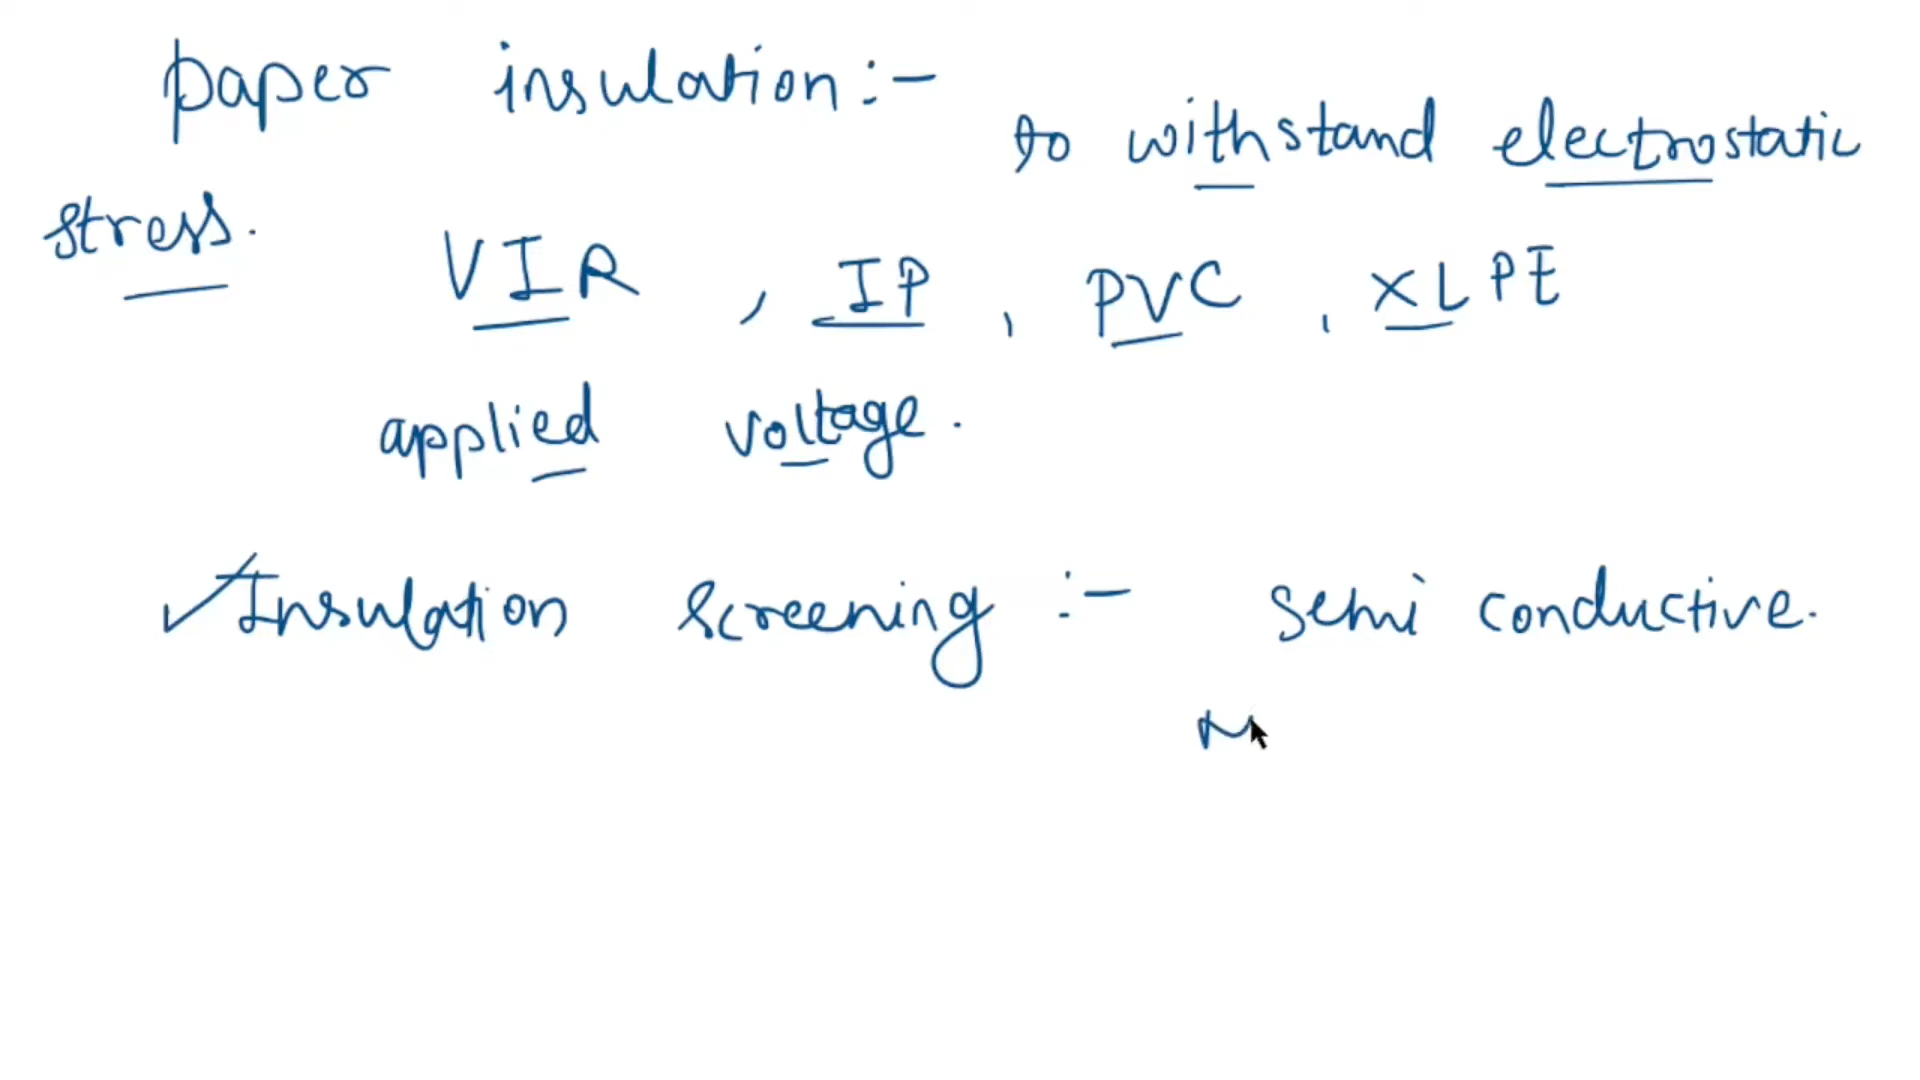 paper insulation :-
to withstand electrostatic
stress.
VIR, IP, PVC, XLPE
applied voltage.
✓Insulation screening :- semi conductive.